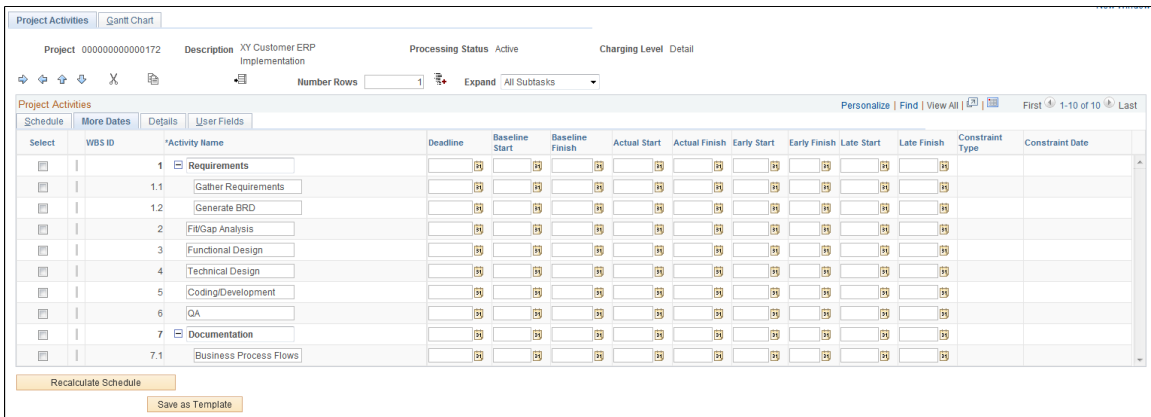 New Window
Project Activities Gantt Chart
Project 000000000000172 Description XY Customer ERP Implementation Processing Status Active Charging Level Detail
Number Rows 1 Expand All Subtasks
Project Activities Personalize | Find | View All | | First 1-10 of 10 Last
Schedule More Dates Details User Fields
Select WBS ID *Activity Name Deadline Baseline Start Baseline Finish Actual Start Actual Finish Early Start Early Finish Late Start Late Finish Constraint Type Constraint Date
1 Requirements
1.1 Gather Requirements
1.2 Generate BRD
2 Fit/Gap Analysis
3 Functional Design
4 Technical Design
5 Coding/Development
6 QA
7 Documentation
7.1 Business Process Flows
Recalculate Schedule
Save as Template